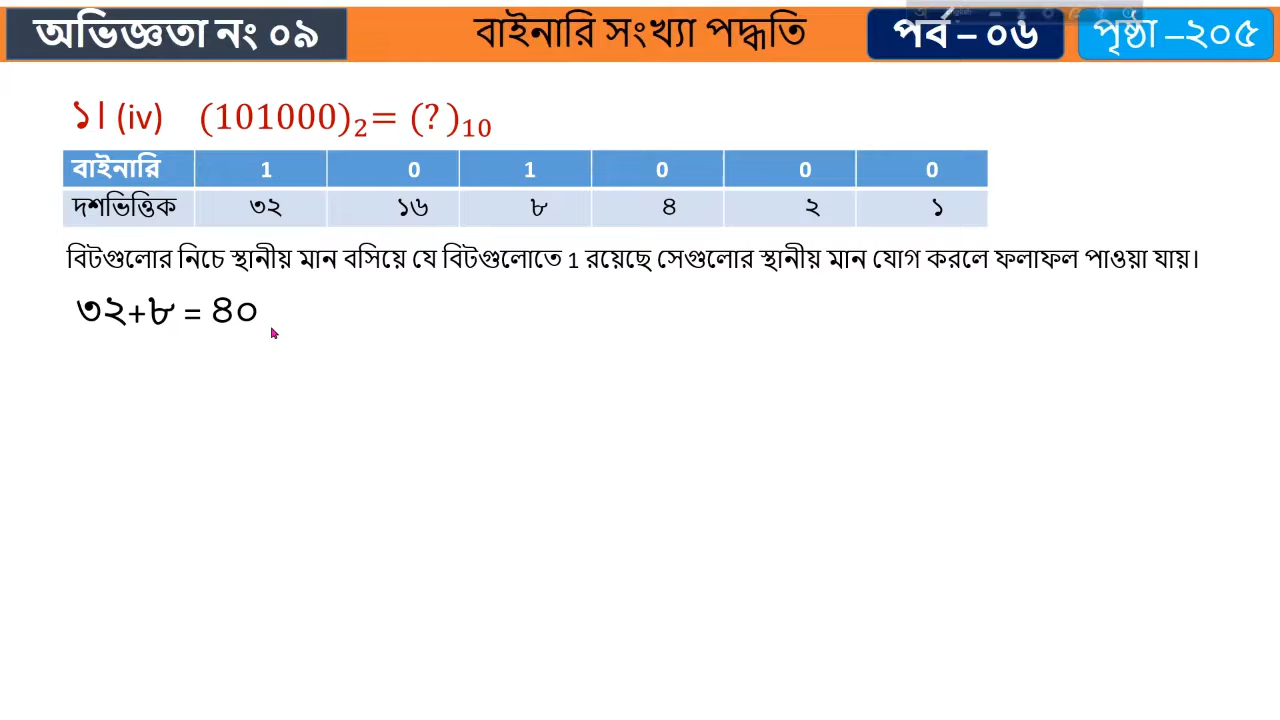 অভিজ্ঞতা নং ০৯ বাইনারি সংখ্যা পদ্ধতি পর্ব – ০৬ পৃষ্ঠা –২০৫
১। (iv) (101000)₂= (? )₁₀
বাইনারি 1 0 1 0 0 0
দশভিত্তিক ৩২ ১৬ ৮ ৪ ২ ১
বিটগুলোর নিচে স্থানীয় মান বসিয়ে যে বিটগুলোতে 1 রয়েছে সেগুলোর স্থানীয় মান যোগ করলে ফলাফল পাওয়া যায়।
৩২+৮ = ৪০